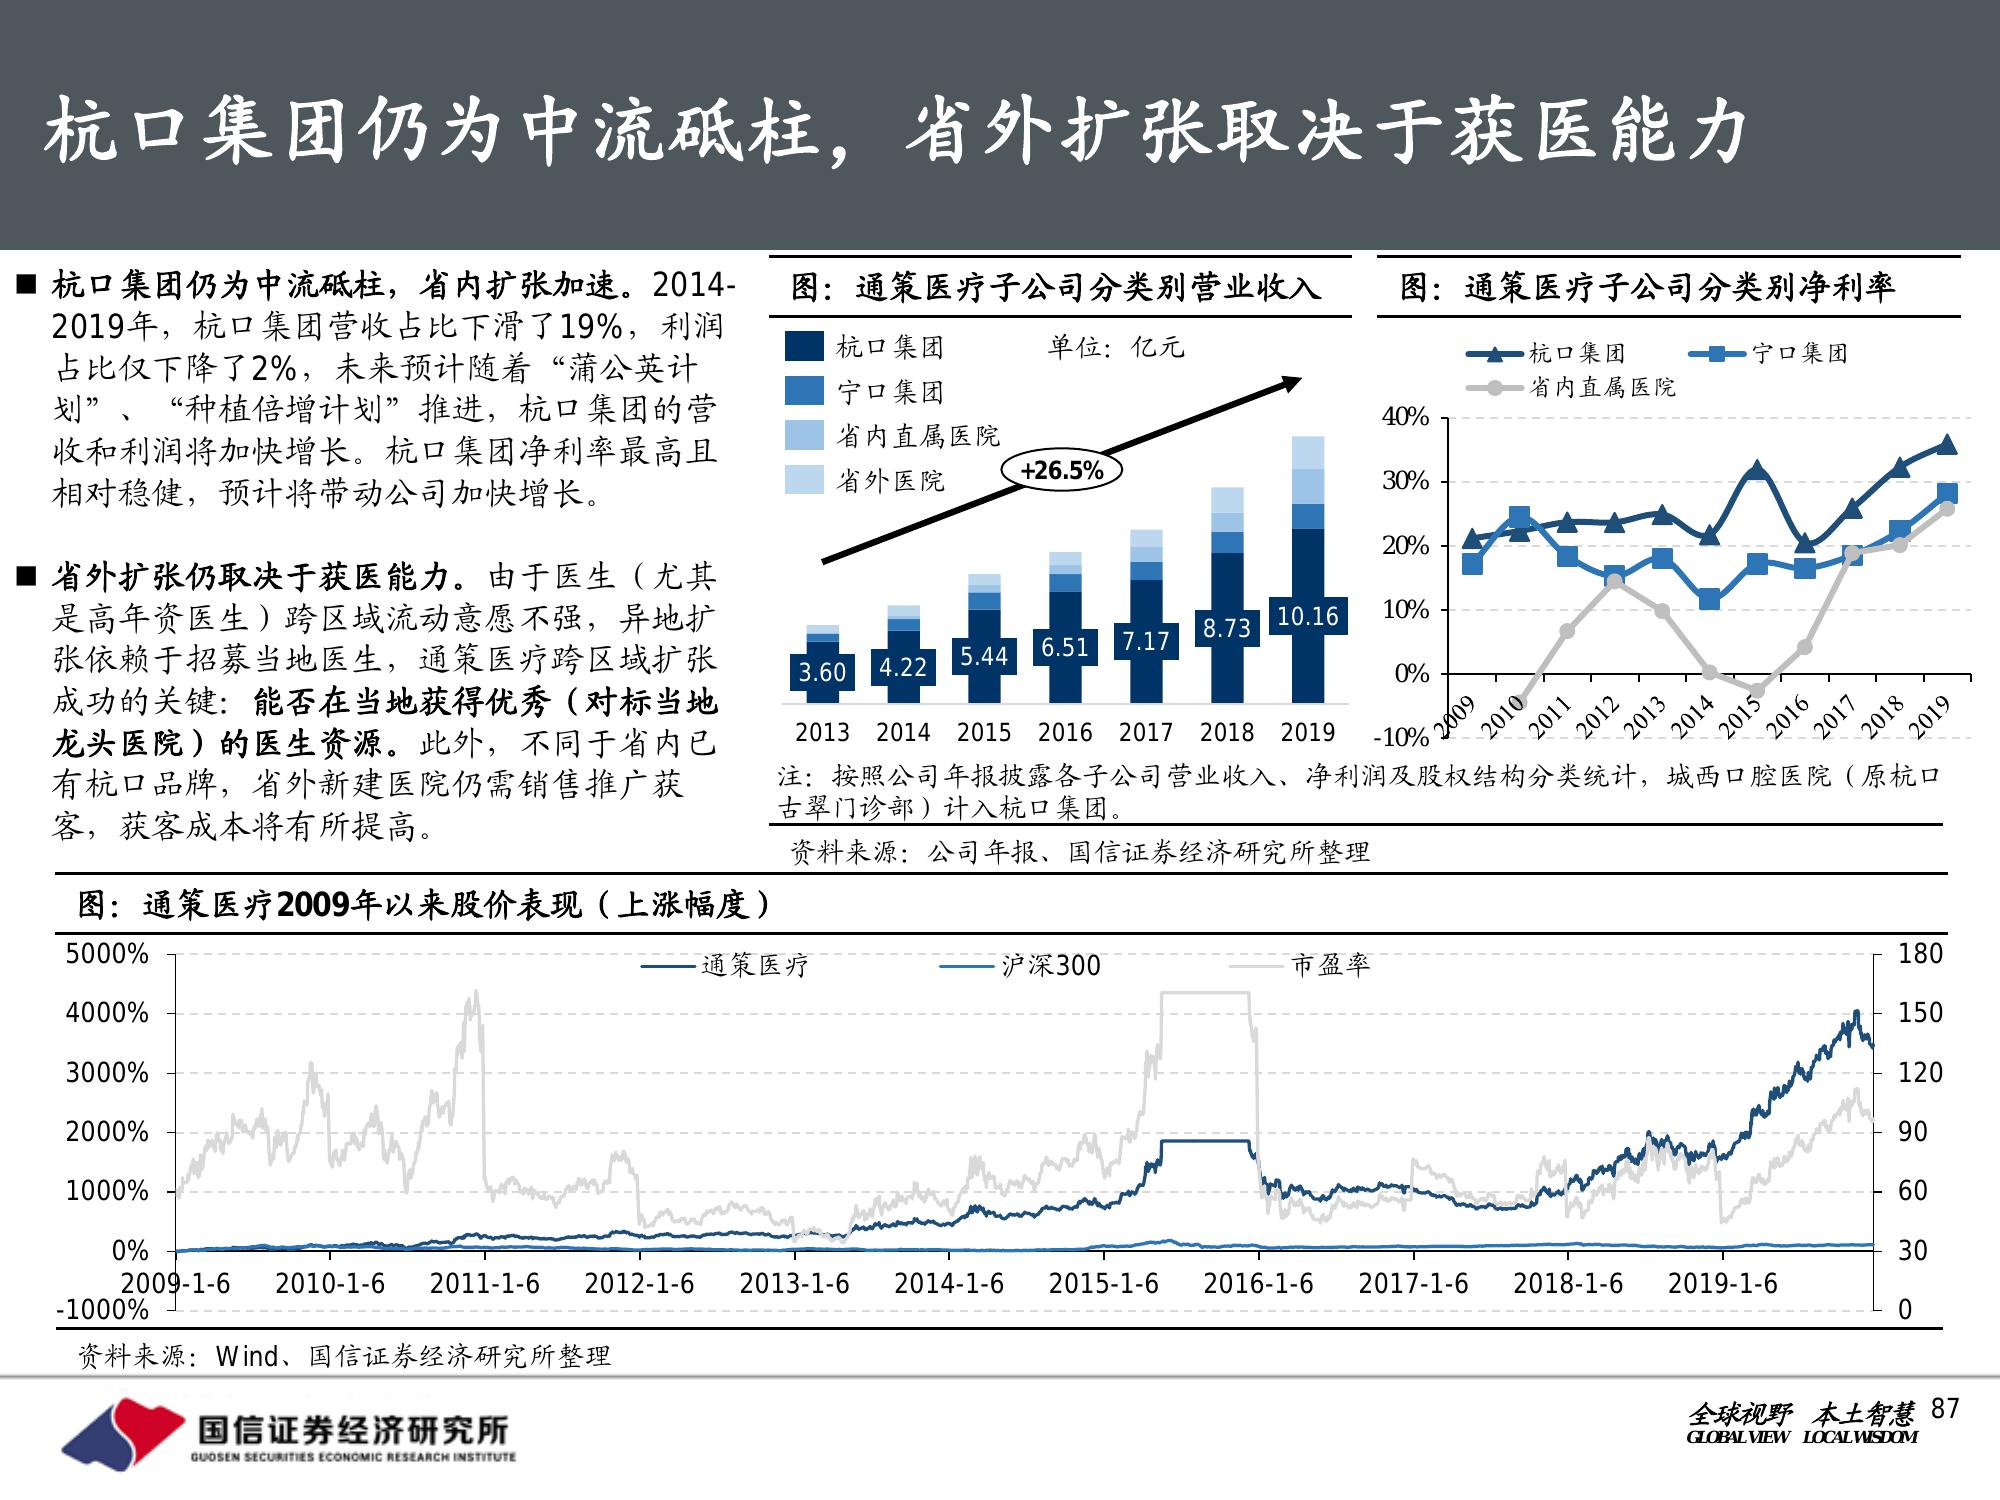 杭口集团仍为中流砥柱，省外扩张取决于获医能力
■ 杭口集团仍为中流砥柱，省内扩张加速。2014-
2019年，杭口集团营收占比下滑了19%，利润
占比仅下降了2%，未来预计随着“蒲公英计
划”、“种植倍增计划”推进，杭口集团的营
收和利润将加快增长。杭口集团净利率最高且
相对稳健，预计将带动公司加快增长。
■ 省外扩张仍取决于获医能力。由于医生（尤其
是高年资医生）跨区域流动意愿不强，异地扩
张依赖于招募当地医生，通策医疗跨区域扩张
成功的关键：能否在当地获得优秀（对标当地
龙头医院）的医生资源。此外，不同于省内已
有杭口品牌，省外新建医院仍需销售推广获
客，获客成本将有所提高。
图：通策医疗子公司分类别营业收入
杭口集团 单位：亿元
宁口集团
省内直属医院
省外医院
+26.5%
3.60 4.22 5.44 6.51 7.17 8.73 10.16
2013 2014 2015 2016 2017 2018 2019
图：通策医疗子公司分类别净利率
杭口集团 宁口集团
省内直属医院
40%
30%
20%
10%
0%
-10%
2009 2010 2011 2012 2013 2014 2015 2016 2017 2018 2019
注：按照公司年报披露各子公司营业收入、净利润及股权结构分类统计，城西口腔医院（原杭口
古翠门诊部）计入杭口集团。
资料来源：公司年报、国信证券经济研究所整理
图：通策医疗2009年以来股价表现（上涨幅度）
通策医疗 沪深300 市盈率
5000% 180
4000% 150
3000% 120
2000% 90
1000% 60
0% 30
2009-1-6 2010-1-6 2011-1-6 2012-1-6 2013-1-6 2014-1-6 2015-1-6 2016-1-6 2017-1-6 2018-1-6 2019-1-6
-1000% 0
资料来源：Wind、国信证券经济研究所整理
国信证券经济研究所
GUOSEN SECURITIES ECONOMIC RESEARCH INSTITUTE
全球视野 本土智慧 87
GLOBAL VIEW LOCAL WISDOM